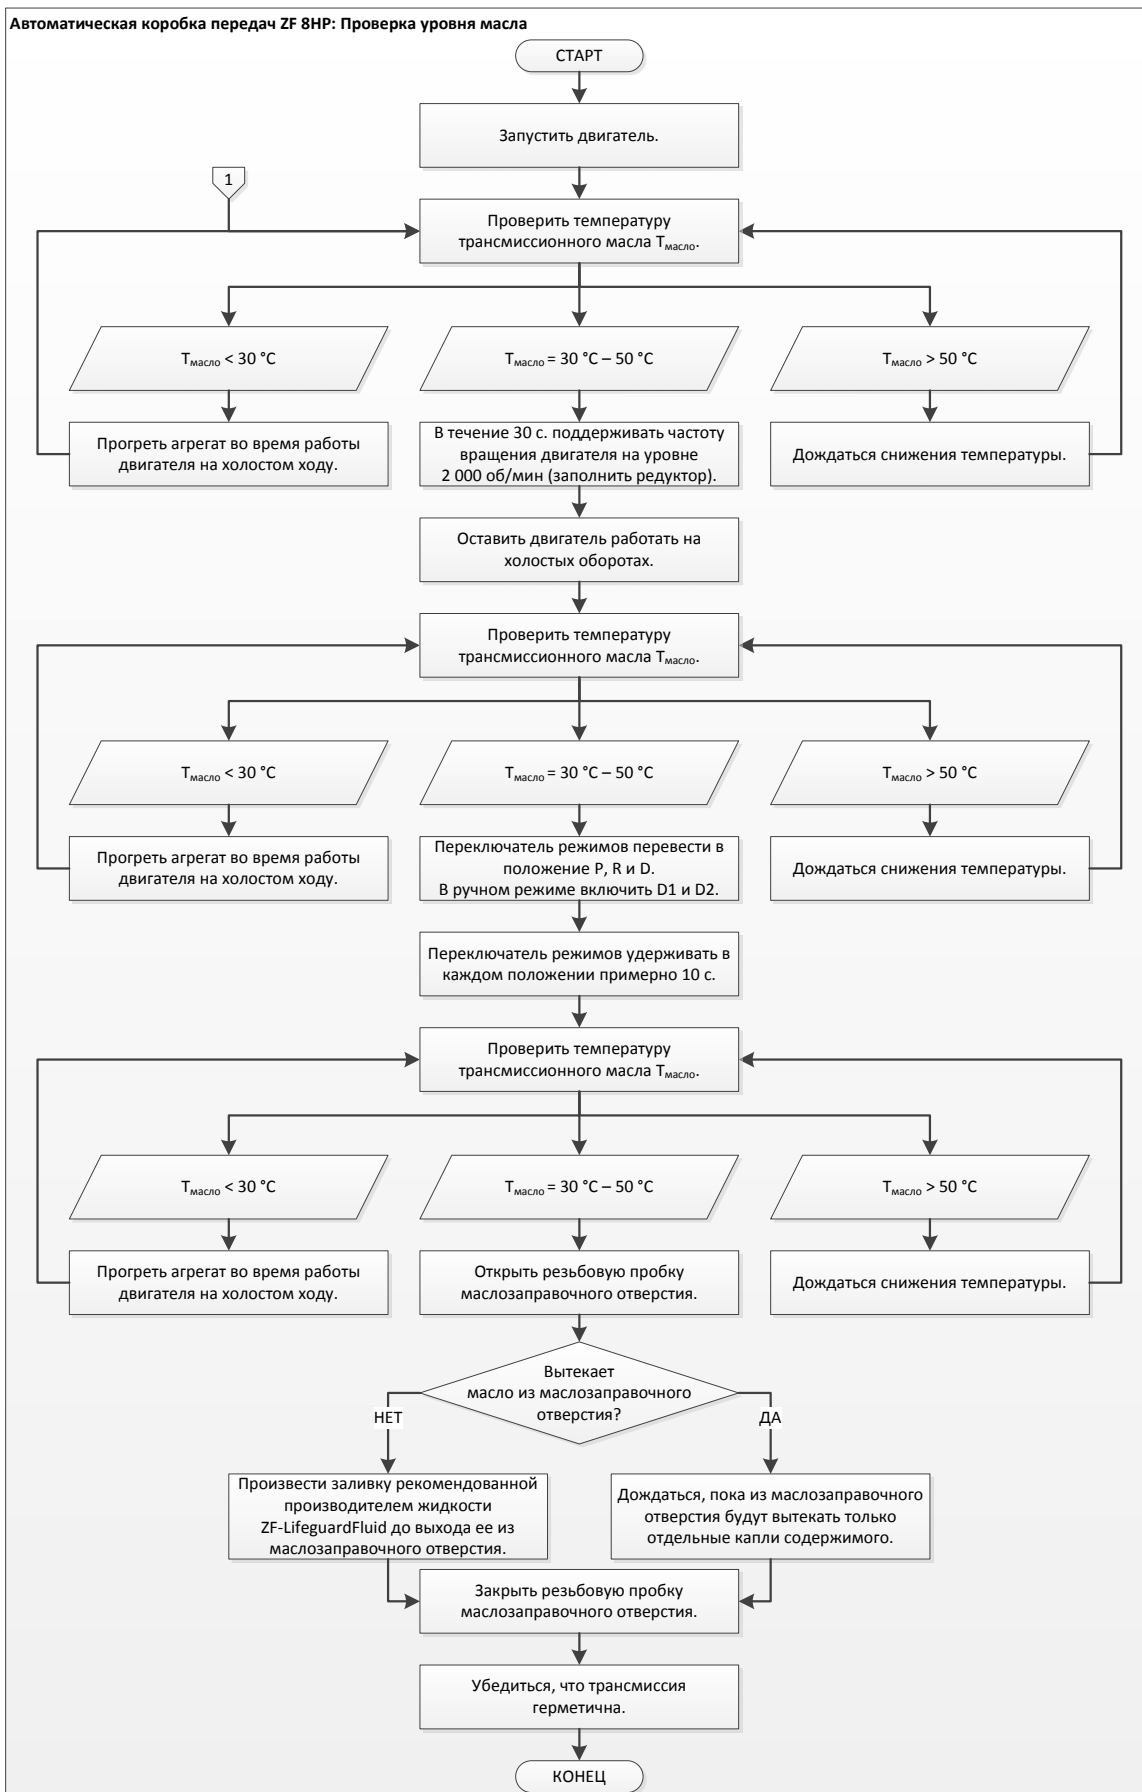 Автоматическая коробка передач ZF 8HP: Проверка уровня масла
СТАРТ
Запустить двигатель.
1
Проверить температуру
трансмиссионного масла Tмасло.
Tмасло < 30 °C
Tмасло = 30 °C – 50 °C
Tмасло > 50 °C
Прогреть агрегат во время работы
двигателя на холостом ходу.
В течение 30 с. поддерживать частоту
вращения двигателя на уровне
2 000 об/мин (заполнить редуктор).
Дождаться снижения температуры.
Оставить двигатель работать на
холостых оборотах.
Проверить температуру
трансмиссионного масла Tмасло.
Tмасло < 30 °C
Tмасло = 30 °C – 50 °C
Tмасло > 50 °C
Прогреть агрегат во время работы
двигателя на холостом ходу.
Переключатель режимов перевести в
положение P, R и D.
В ручном режиме включить D1 и D2.
Дождаться снижения температуры.
Переключатель режимов удерживать в
каждом положении примерно 10 с.
Проверить температуру
трансмиссионного масла Tмасло.
Tмасло < 30 °C
Tмасло = 30 °C – 50 °C
Tмасло > 50 °C
Прогреть агрегат во время работы
двигателя на холостом ходу.
Открыть резьбовую пробку
маслозаправочного отверстия.
Дождаться снижения температуры.
Вытекает
масло из маслозаправочного
отверстия?
НЕТ
ДА
Произвести заливку рекомендованной
производителем жидкости
ZF-LifeguardFluid до выхода ее из
маслозаправочного отверстия.
Дождаться, пока из маслозаправочного
отверстия будут вытекать только
отдельные капли содержимого.
Закрыть резьбовую пробку
маслозаправочного отверстия.
Убедиться, что трансмиссия
герметична.
КОНЕЦ